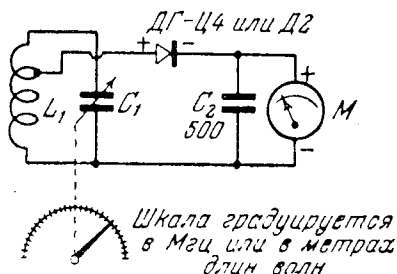 ДГ-Ц4 или Д2
+ -
+
L1
C1
C2
500
М
-
Шкала градуируется
в Мгц или в метрах
длин волн